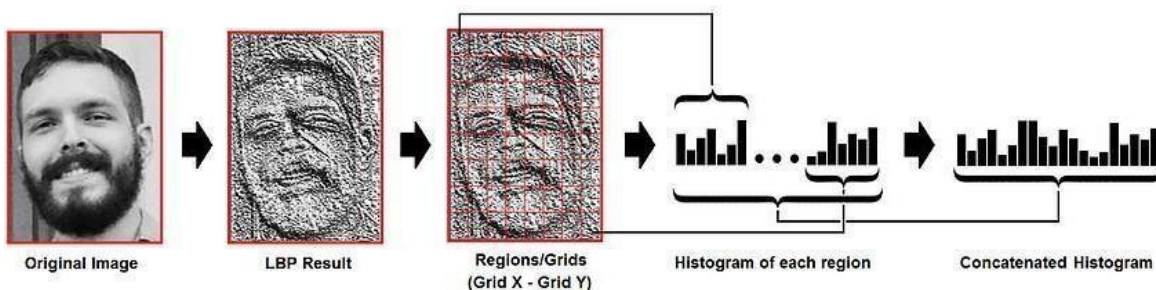 Original Image
LBP Result
Regions/Grids
(Grid X - Grid Y)
Histogram of each region
Concatenated Histogram